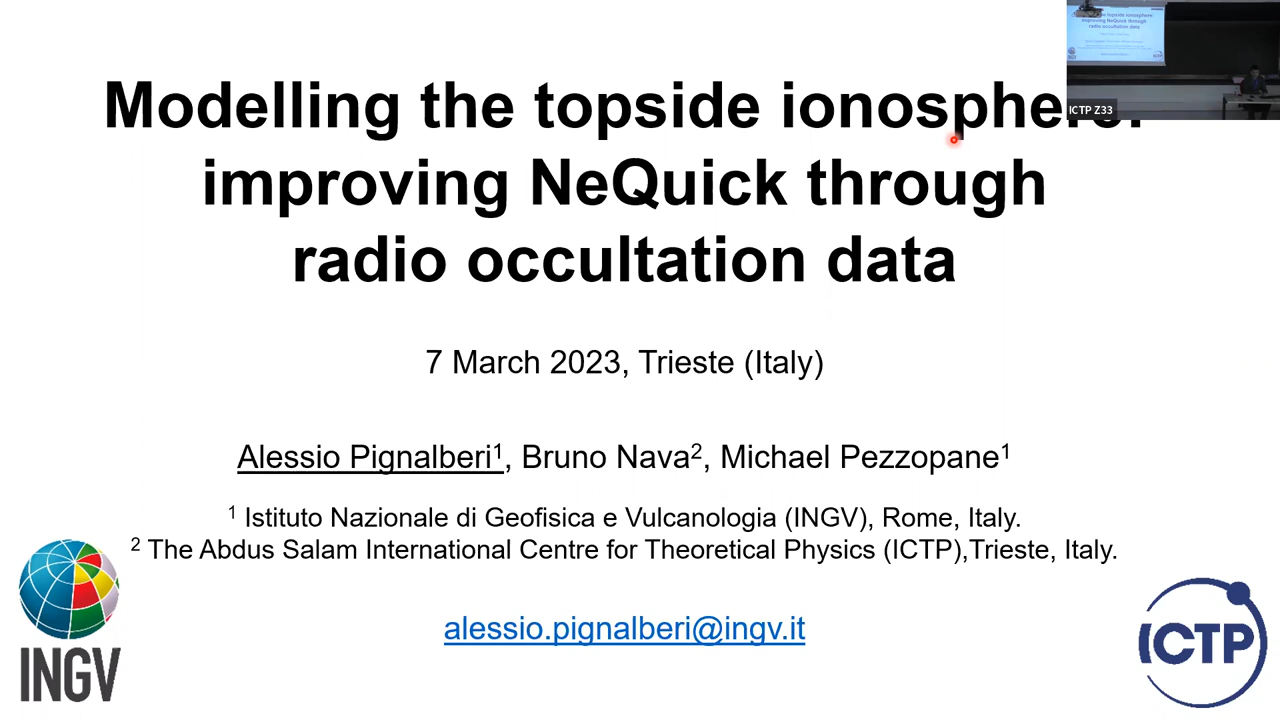 Modelling the topside ionosphere:
improving NeQuick through
radio occultation data
ICTP Z33
7 March 2023, Trieste (Italy)
Alessio Pignalberi¹, Bruno Nava², Michael Pezzopane¹
¹ Istituto Nazionale di Geofisica e Vulcanologia (INGV), Rome, Italy.
² The Abdus Salam International Centre for Theoretical Physics (ICTP),Trieste, Italy.
alessio.pignalberi@ingv.it
INGV
ICTP